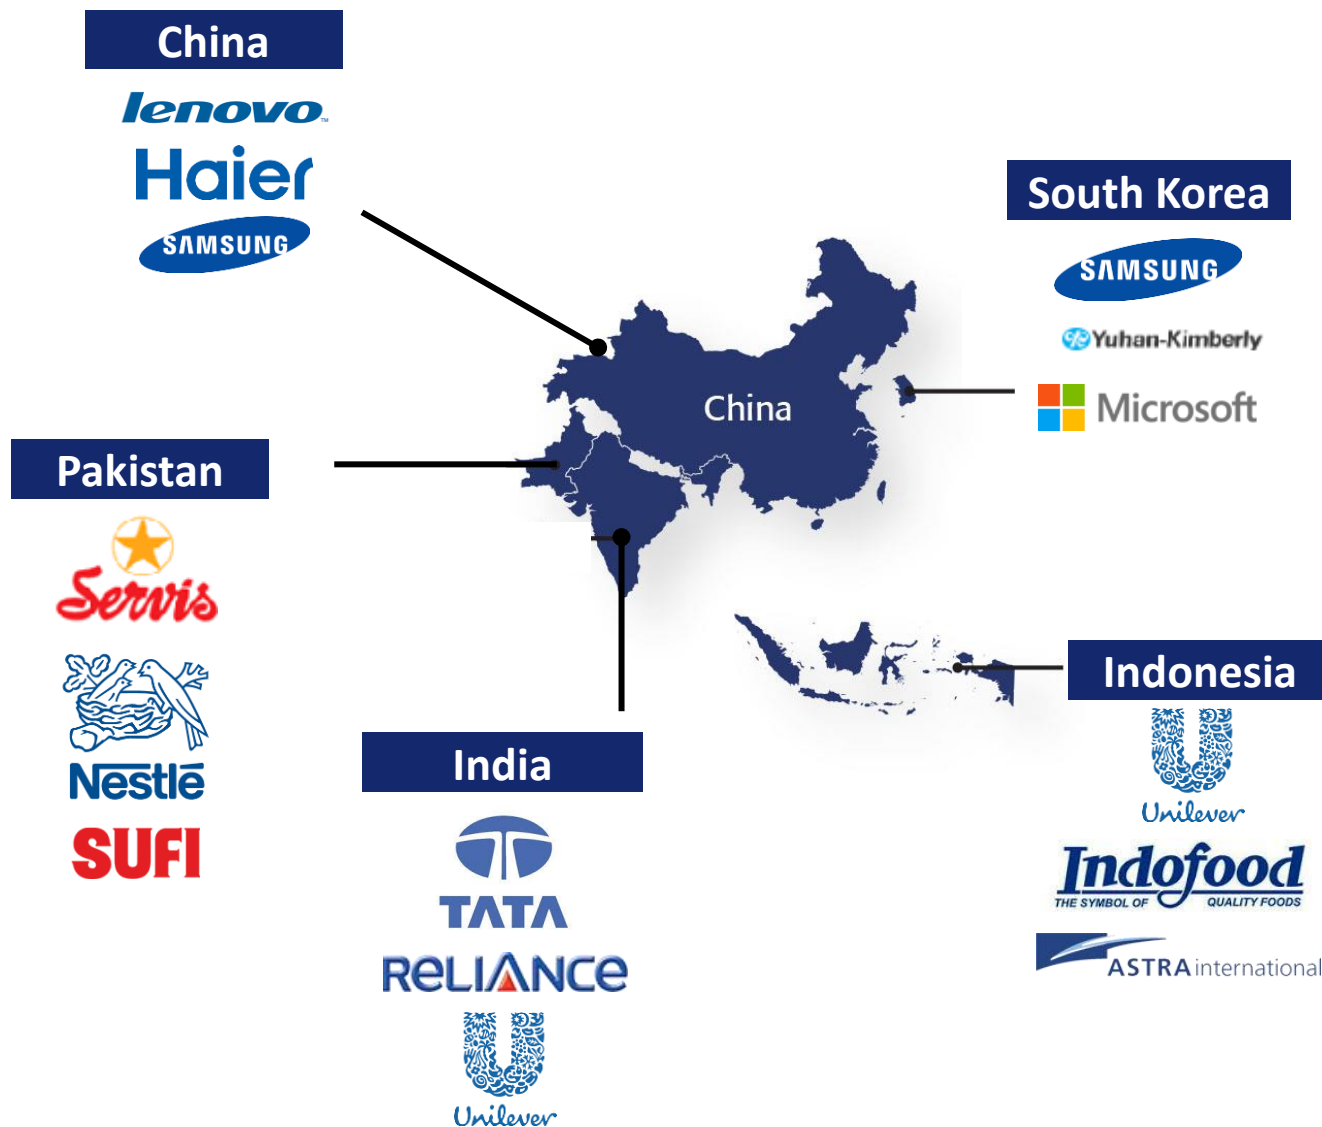 China
lenovo™
Haier
SAMSUNG
South Korea
SAMSUNG
Yuhan-Kimberly
Microsoft
China
Pakistan
Servis
Nestlé
SUFI
India
TATA
RELIANCE
Unilever
Indonesia
Unilever
Indofood
THE SYMBOL OF QUALITY FOODS
ASTRA international